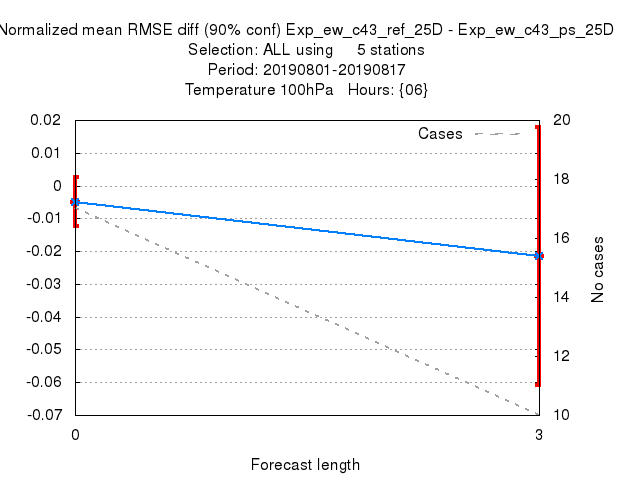 Normalized mean RMSE diff (90% conf) Exp_ew_c43_ref_25D - Exp_ew_c43_ps_25D
Selection: ALL using     5 stations
Period: 20190801-20190817
Temperature 100hPa   Hours: {06}
Cases
0.02
0.01
0
-0.01
-0.02
-0.03
-0.04
-0.05
-0.06
-0.07
20
18
16
14
12
10
No cases
0 3
Forecast length